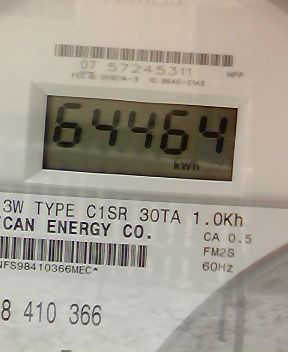 07 57245311 HPP
64464
kWh
3W TYPE C1SR 30TA 1.0Kh
CAN ENERGY CO.
CA 0.5
FM2S
NFS98410366MEC*
60Hz
8 410 366